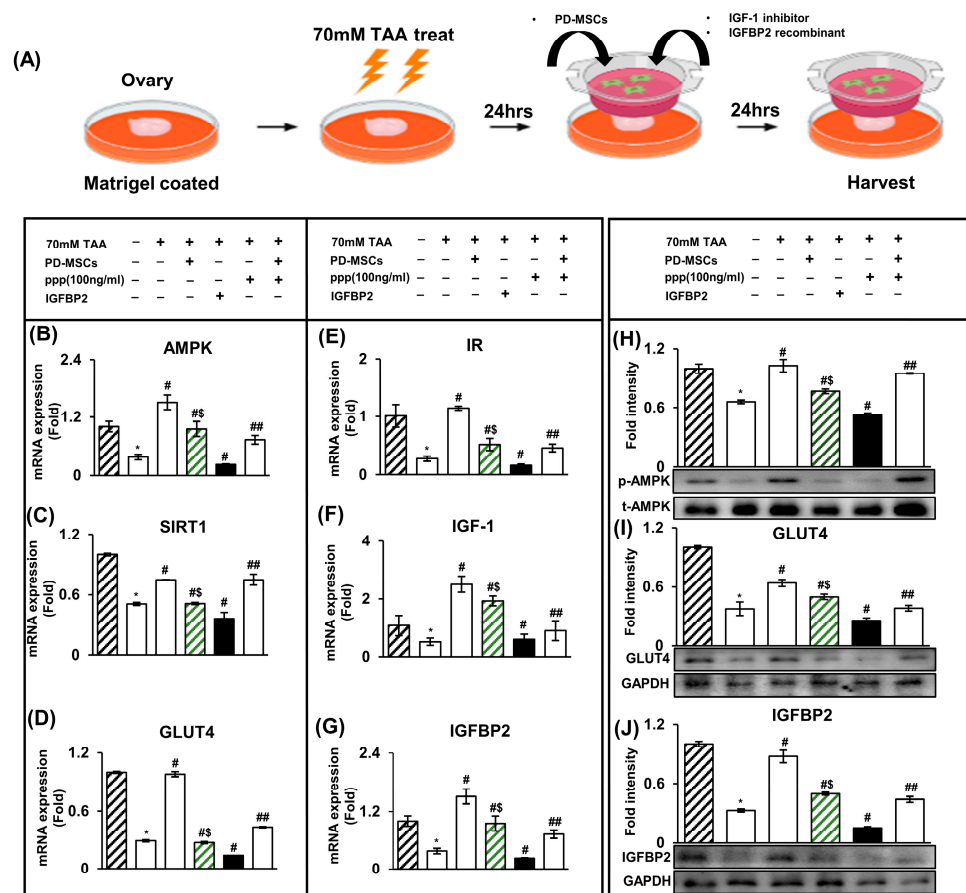 (A)
Ovary
Matrigel coated
70mM TAA treat
24hrs
• PD-MSCs
• IGF-1 inhibitor
• IGFBP2 recombinant
24hrs
Harvest
70mM TAA – + + + + +
PD-MSCs – – + – – +
ppp(100ng/ml) – – – – + +
IGFBP2 – – – + – –
(B)
AMPK
mRNA expression
(Fold)
2.4
1.2
0
* # #$ # ##
(C)
SIRT1
mRNA expression
(Fold)
1.2
0.6
0
* # #$ # ##
(D)
GLUT4
mRNA expression
(Fold)
1.2
0.6
0
* # #$ # ##
70mM TAA – + + + + +
PD-MSCs – – + – – +
ppp(100ng/ml) – – – – + +
IGFBP2 – – – + – –
(E)
IR
mRNA expression
(Fold)
2
1
0
* # #$ # ##
(F)
IGF-1
mRNA expression
(Fold)
4
2
0
* # #$ # ##
(G)
IGFBP2
mRNA expression
(Fold)
2.4
1.2
0
* # #$ # ##
70mM TAA – + + + + +
PD-MSCs – – + – – +
ppp(100ng/ml) – – – – + +
IGFBP2 – – – + – –
(H)
Fold intensity
1.2
0.6
0
* # #$ # ##
p-AMPK
t-AMPK
(I)
GLUT4
Fold intensity
1.2
0.6
0
* # #$ # ##
GLUT4
GAPDH
(J)
IGFBP2
Fold intensity
1.2
0.6
0
* # #$ # ##
IGFBP2
GAPDH